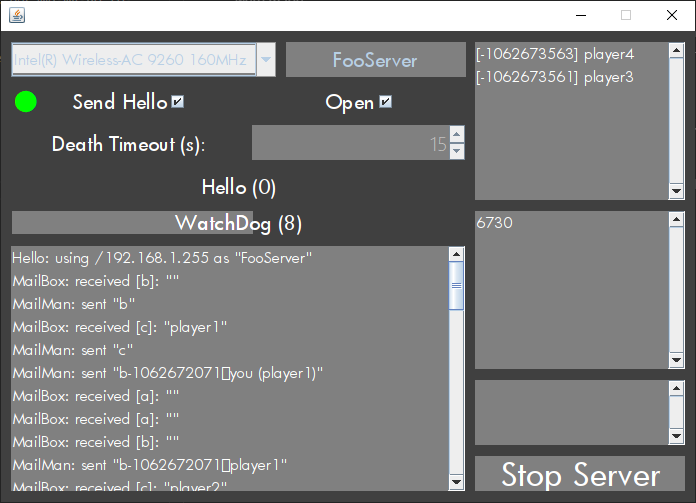 Intel(R) Wireless-AC 9260 160MHz
FooServer
Send Hello
Open
Death Timeout (s):
15
Hello (0)
WatchDog (8)
Hello: using /192.168.1.255 as "FooServer"
MailBox: received [b]: ""
MailMan: sent "b"
MailBox: received [c]: "player1"
MailMan: sent "c"
MailMan: sent "b-1062672071▯you (player1)"
MailBox: received [a]: ""
MailBox: received [a]: ""
MailBox: received [b]: ""
MailMan: sent "b-1062672071▯player1"
MailBox: received [c]: "player2"
[-1062673563] player4
[-1062673561] player3
6730
Stop Server